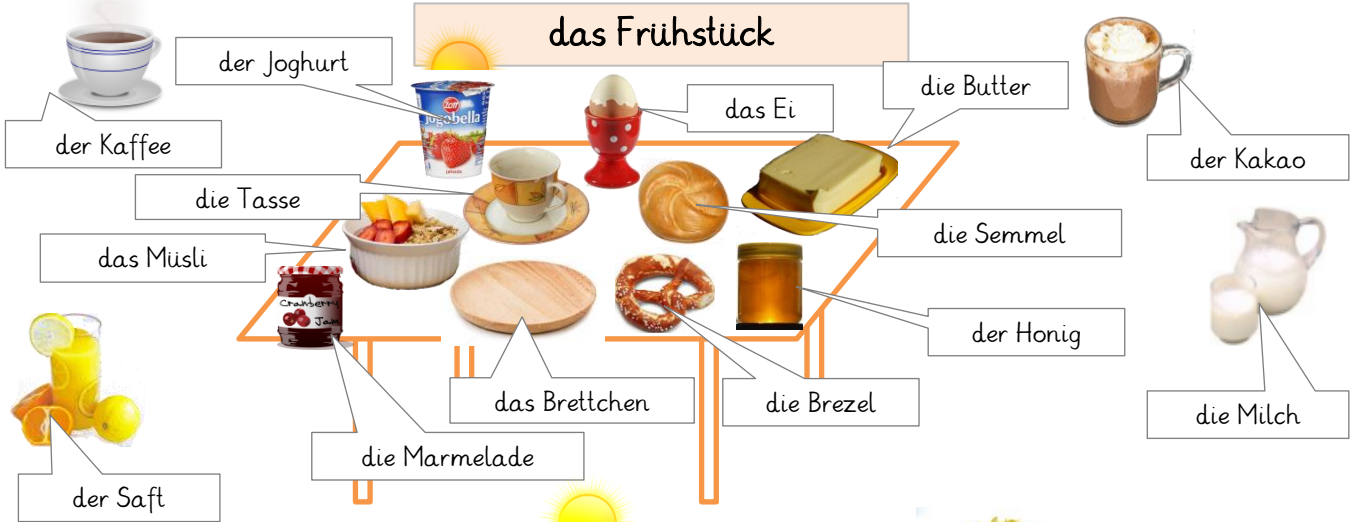 das Frühstück
der Joghurt
die Butter
das Ei
Zott
Jogobella
der Kaffee
der Kakao
die Tasse
die Semmel
das Müsli
Cranberry
Jam
der Honig
das Brettchen
die Brezel
die Milch
die Marmelade
der Saft